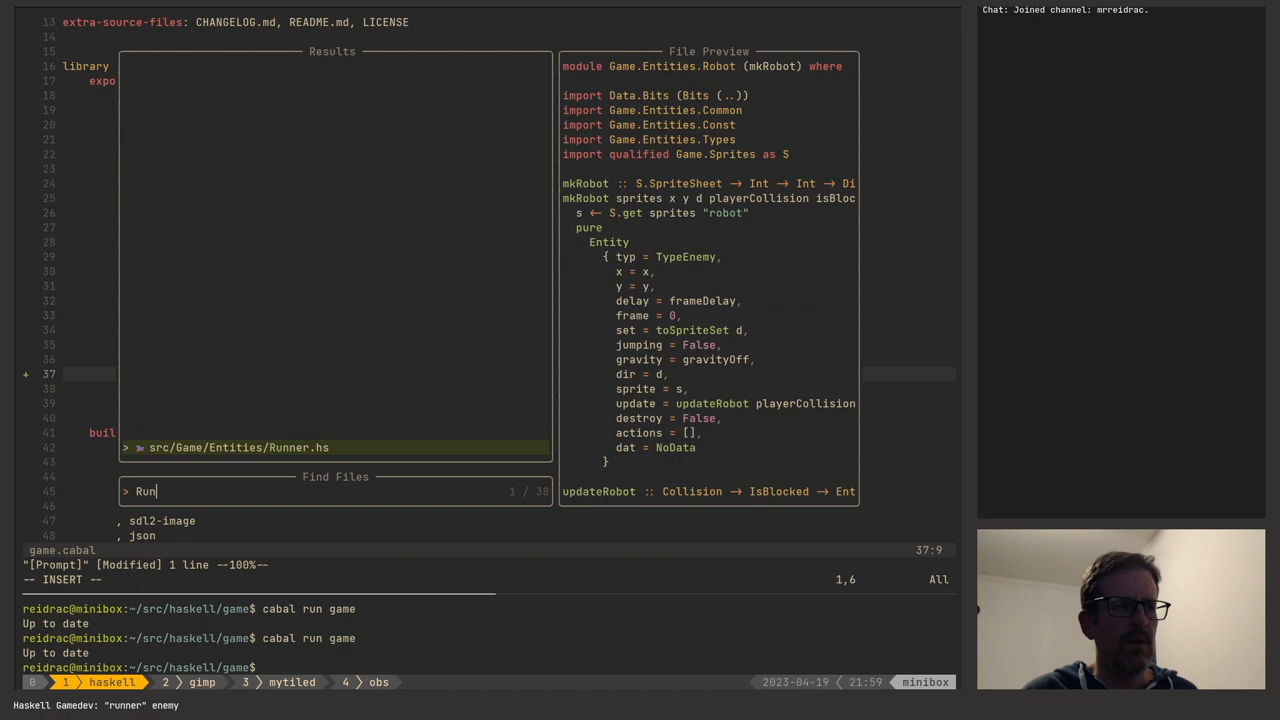 13 extra-source-files: CHANGELOG.md, README.md, LICENSE
14
15
16 library
17 expo
18
19
20
21
22
23
24
25
26
27
28
29
30
31
32
33
34
35
36
+ 37
38
39
40
41 buil
42
43
44
45
46
47 , sdl2-image
48 , json
Results
> src/Game/Entities/Runner.hs
Find Files
> Run 1 / 38
File Preview
module Game.Entities.Robot (mkRobot) where
import Data.Bits (Bits (..))
import Game.Entities.Common
import Game.Entities.Const
import Game.Entities.Types
import qualified Game.Sprites as S
mkRobot :: S.SpriteSheet -> Int -> Int -> Di
mkRobot sprites x y d playerCollision isBloc
s <- S.get sprites "robot"
pure
Entity
{ typ = TypeEnemy,
x = x,
y = y,
delay = frameDelay,
frame = 0,
set = toSpriteSet d,
jumping = False,
gravity = gravityOff,
dir = d,
sprite = s,
update = updateRobot playerCollision
destroy = False,
actions = [],
dat = NoData
}
updateRobot :: Collision -> IsBlocked -> Ent
game.cabal 37:9
"[Prompt]" [Modified] 1 line --100%--
-- INSERT -- 1,6 All
reidrac@minibox:~/src/haskell/game$ cabal run game
Up to date
reidrac@minibox:~/src/haskell/game$ cabal run game
Up to date
reidrac@minibox:~/src/haskell/game$
0 1 haskell 2 gimp 3 mytiled 4 obs 2023-04-19 21:59 minibox
Haskell Gamedev: "runner" enemy
Chat: Joined channel: mrreidrac.